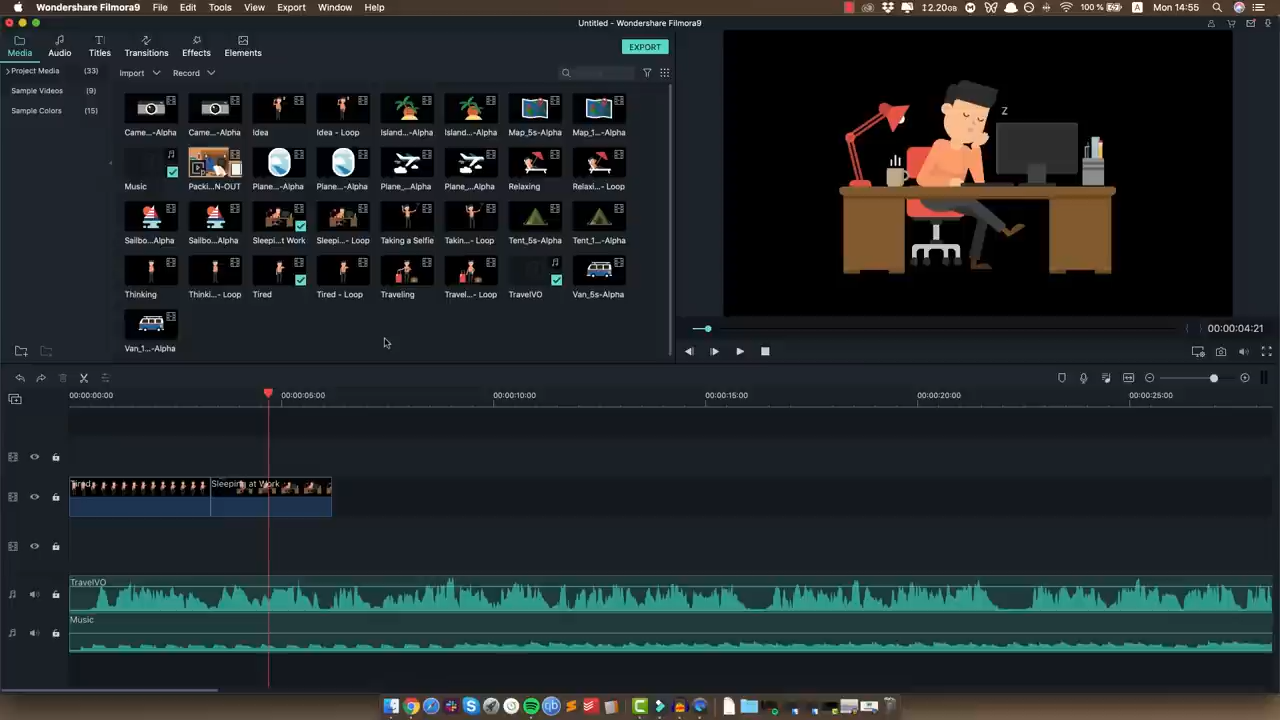 Wondershare Filmora9 File Edit Tools View Export Window Help 12.20GB 100 % A Mon 14:55
Untitled - Wondershare Filmora9
Media Audio Titles Transitions Effects Elements EXPORT
Project Media (33) Import Record
Sample Videos (9)
Sample Colors (15)
Came...-Alpha Came...-Alpha Idea Idea - Loop Island...-Alpha Island...-Alpha Map_5s-Alpha Map_1...-Alpha
Music Packi...N-OUT Plane...-Alpha Plane...-Alpha Plane_...Alpha Plane_...Alpha Relaxing Relaxi... - Loop
Sailbo...Alpha Sailbo...Alpha Sleepi...t Work Sleepi... - Loop Taking a Selfie Takin... - Loop Tent_5s-Alpha Tent_1...-Alpha
Thinking Thinki... - Loop Tired Tired - Loop Traveling Travel... - Loop TravelVO Van_5s-Alpha
Van_1...-Alpha
Z
00:00:04:21
00:00:00:00 00:00:05:00 00:00:10:00 00:00:15:00 00:00:20:00 00:00:25:00
Tired Sleeping at Work
TravelVO
Music